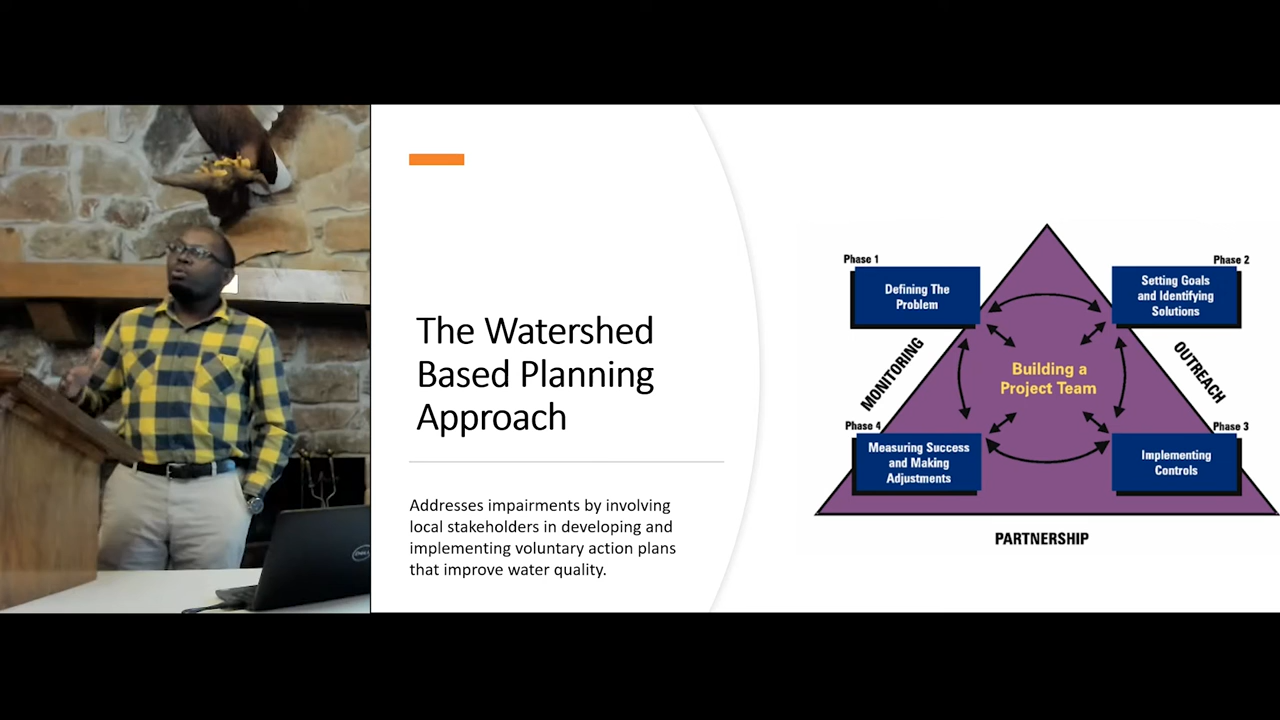 The Watershed
Based Planning
Approach
Addresses impairments by involving
local stakeholders in developing and
implementing voluntary action plans
that improve water quality.
Phase 1
Defining The
Problem
Phase 2
Setting Goals
and Identifying
Solutions
MONITORING
OUTREACH
Building a
Project Team
Phase 4
Measuring Success
and Making
Adjustments
Phase 3
Implementing
Controls
PARTNERSHIP
DELL